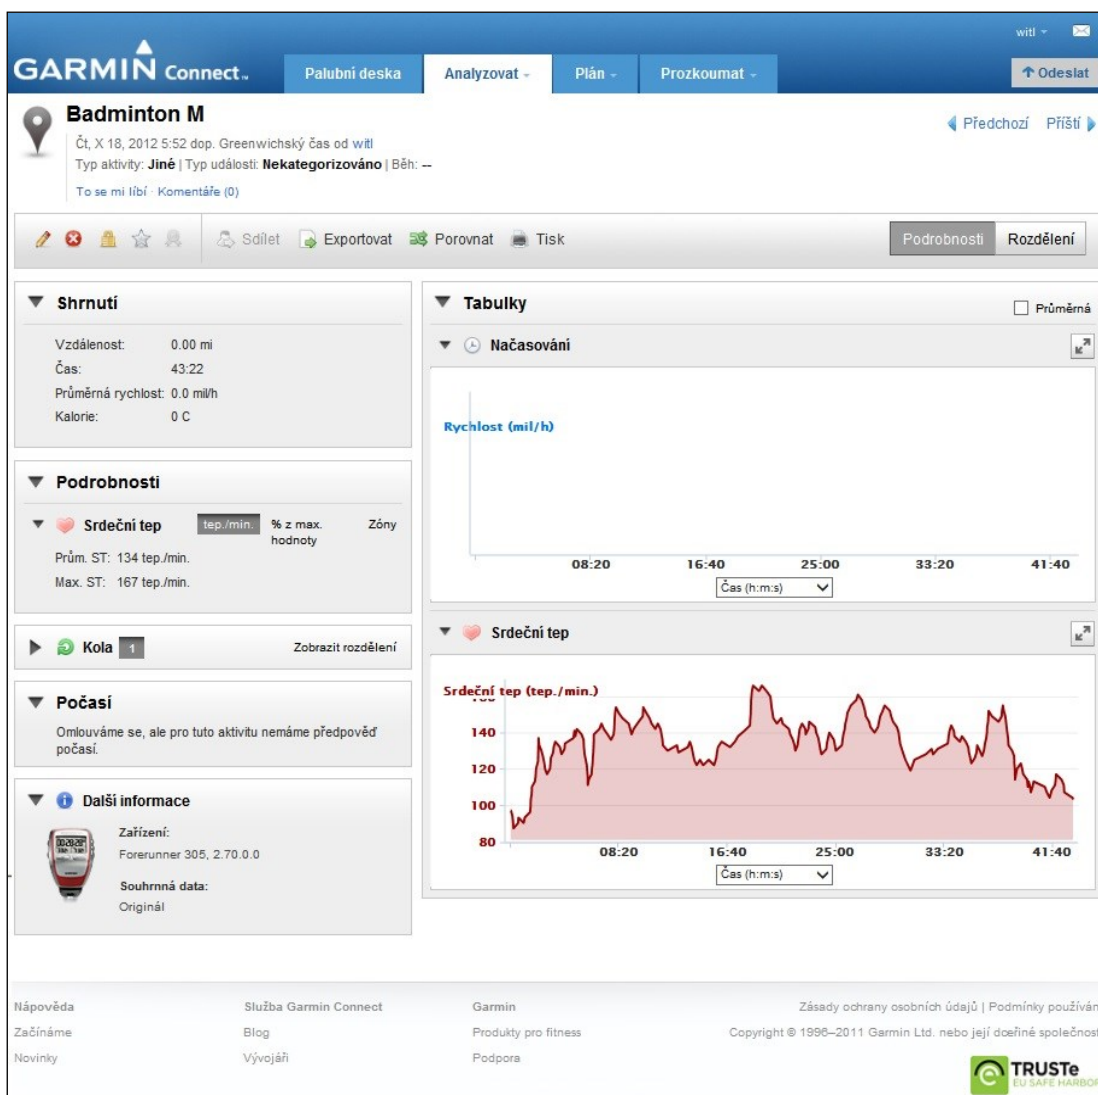 witl
GARMIN Connect™
Palubní deska
Analyzovat
Plán
Prozkoumat
Odeslat
Badminton M
Předchozí Příští
Čt, X 18, 2012 5:52 dop. Greenwichský čas od witl
Typ aktivity: Jiné | Typ události: Nekategorizováno | Běh: --
To se mi líbí · Komentáře (0)
Sdílet Exportovat Porovnat Tisk
Podrobnosti Rozdělení
Shrnutí
Vzdálenost: 0.00 mi
Čas: 43:22
Průměrná rychlost: 0.0 mil/h
Kalorie: 0 C
Podrobnosti
Srdeční tep tep./min. % z max. hodnoty Zóny
Prům. ST: 134 tep./min.
Max. ST: 167 tep./min.
Kola 1 Zobrazit rozdělení
Počasí
Omlouváme se, ale pro tuto aktivitu nemáme předpověď
počasí.
Další informace
Zařízení:
Forerunner 305, 2.70.0.0
Souhrnná data:
Originál
Tabulky
Průměrná
Načasování
Rychlost (mil/h)
08:20 16:40 25:00 33:20 41:40
Čas (h:m:s)
Srdeční tep
Srdeční tep (tep./min.)
140
120
100
80
08:20 16:40 25:00 33:20 41:40
Čas (h:m:s)
Nápověda
Začínáme
Novinky
Služba Garmin Connect
Blog
Vývojáři
Garmin
Produkty pro fitness
Podpora
Zásady ochrany osobních údajů | Podmínky používán
Copyright © 1996–2011 Garmin Ltd. nebo její dceřiné společnost
TRUSTe
EU SAFE HARBOR